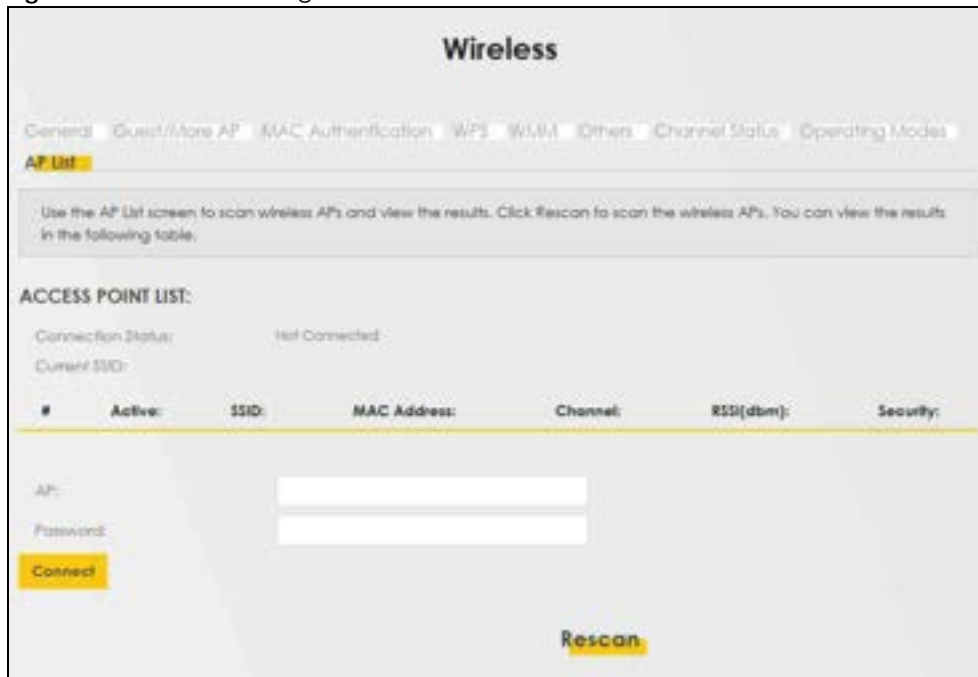 Wireless
General Guest/More AP MAC Authentication WPS WMM Others Channel Status Operating Modes
AP List
Use the AP List screen to scan wireless APs and view the results. Click Rescan to scan the wireless APs. You can view the results
in the following table.
ACCESS POINT LIST:
Connection Status: Not Connected
Current SSID:
# Active: SSID: MAC Address: Channel: RSSI(dbm): Security:
AP:
Password:
Connect
Rescan